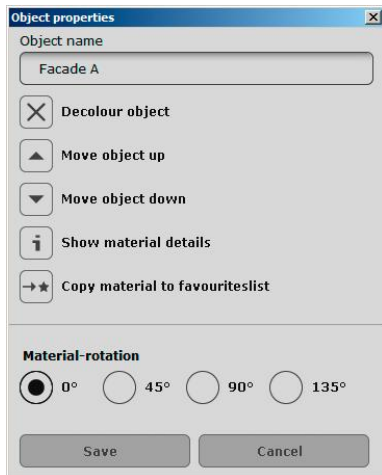 Object properties
Object name
Facade A
Decolour object
Move object up
Move object down
Show material details
Copy material to favouriteslist
Material-rotation
0° 45° 90° 135°
Save Cancel